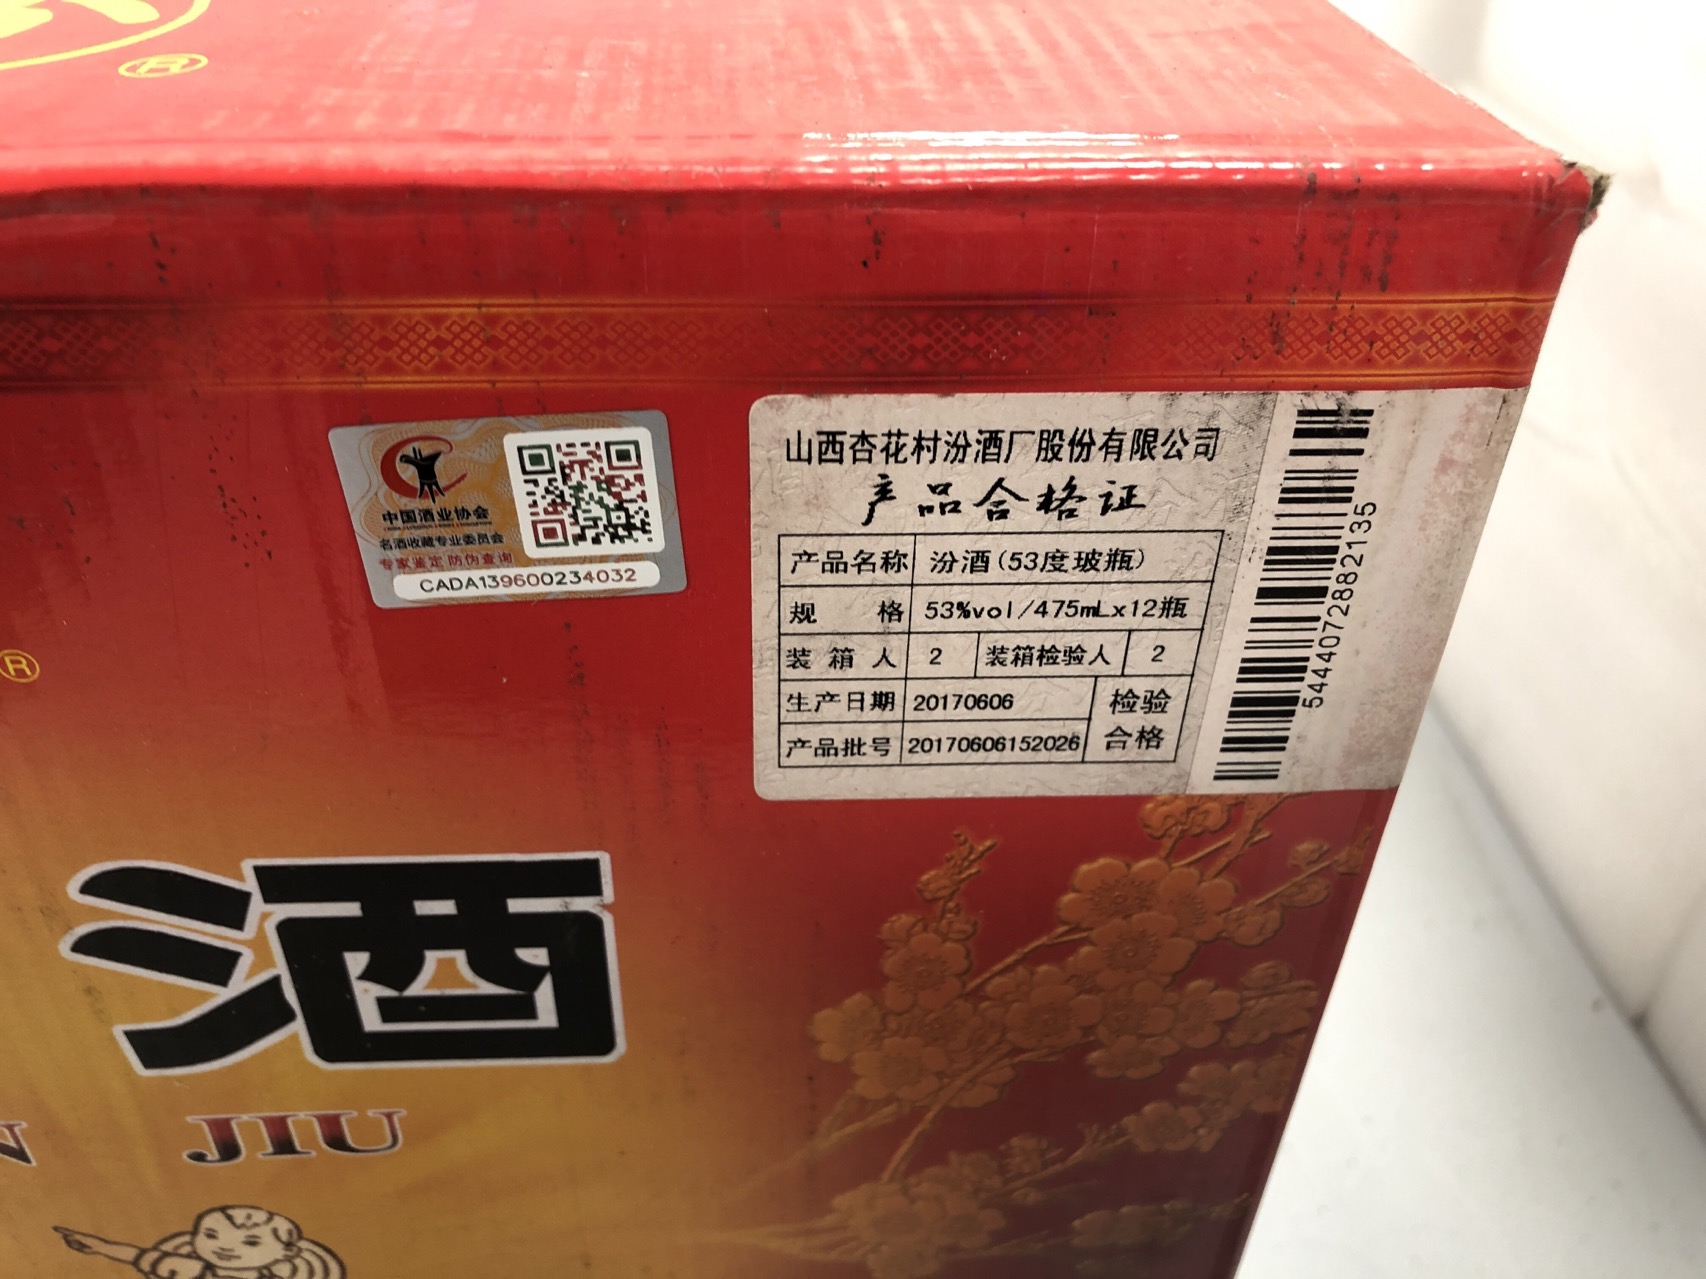 ®
中国酒业协会
名酒收藏专业委员会
专家鉴定 防伪查询
CADA139600234032
山西杏花村汾酒厂股份有限公司
产品合格证
产品名称 汾酒(53度玻瓶)
规格 53%vol/475mLx12瓶
装箱人 2 装箱检验人 2
生产日期 20170606 检验
产品批号 20170606152026 合格
54440728882135
®
酒
N JIU